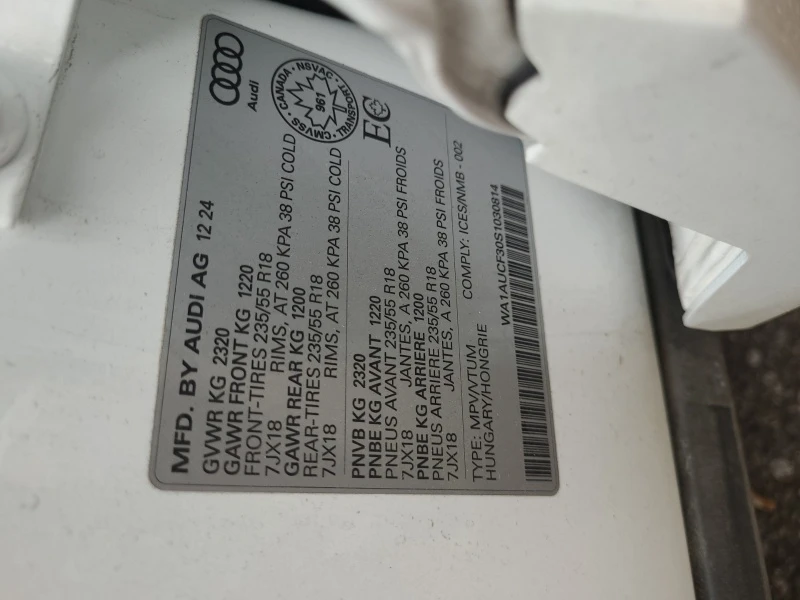 Audi
CANADA · NSVAC · TRANSPORT · CMVSS ·
961
EC
MFD. BY AUDI AG 12 24
GVWR KG 2320
GAWR FRONT KG 1220
FRONT-TIRES 235/55 R18
7JX18 RIMS, AT 260 KPA 38 PSI COLD
GAWR REAR KG 1200
REAR-TIRES 235/55 R18
7JX18 RIMS, AT 260 KPA 38 PSI COLD
PNVB KG 2320
PNBE KG AVANT 1220
PNEUS AVANT 235/55 R18
7JX18 JANTES, A 260 KPA 38 PSI FROIDS
PNBE KG ARRIERE 1200
PNEUS ARRIERE 235/55 R18
7JX18 JANTES, A 260 KPA 38 PSI FROIDS
TYPE: MPV/VTUM COMPLY: ICES/NMB - 002
HUNGARY/HONGRIE
WA1AUCF30S1030814